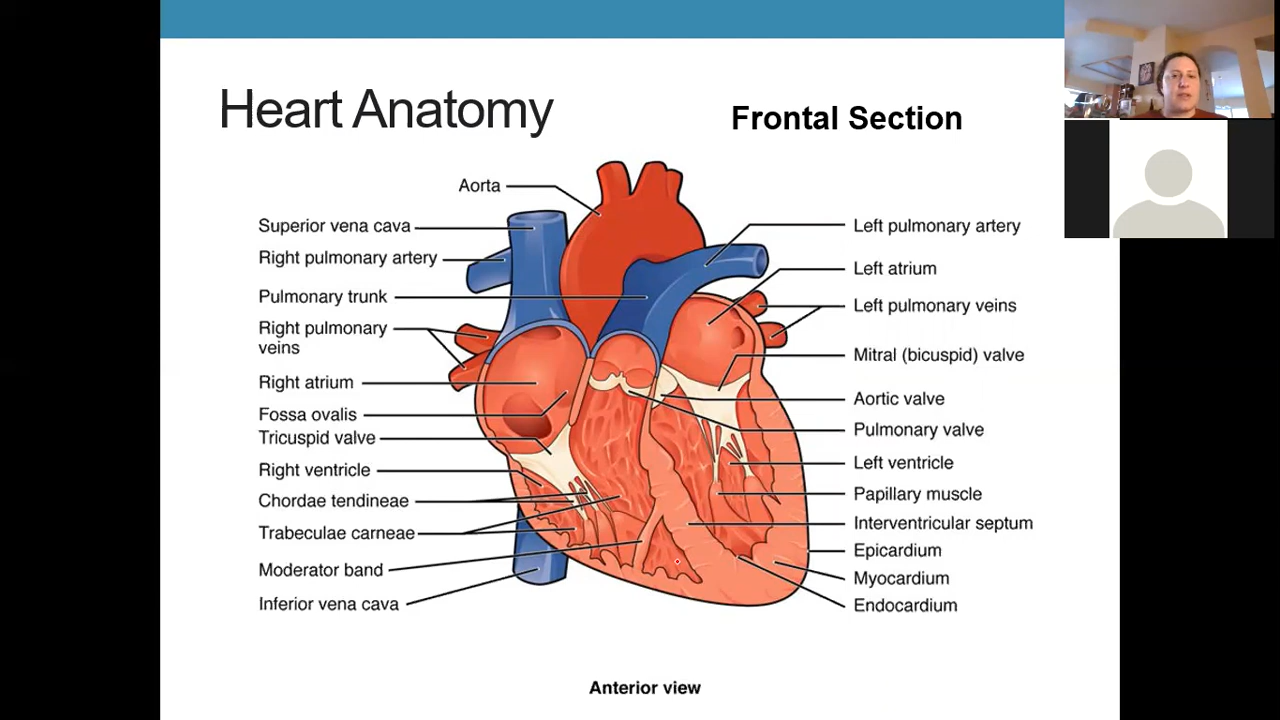 Heart Anatomy
Frontal Section
Aorta
Superior vena cava
Right pulmonary artery
Pulmonary trunk
Right pulmonary
veins
Right atrium
Fossa ovalis
Tricuspid valve
Right ventricle
Chordae tendineae
Trabeculae carneae
Moderator band
Inferior vena cava
Left pulmonary artery
Left atrium
Left pulmonary veins
Mitral (bicuspid) valve
Aortic valve
Pulmonary valve
Left ventricle
Papillary muscle
Interventricular septum
Epicardium
Myocardium
Endocardium
Anterior view